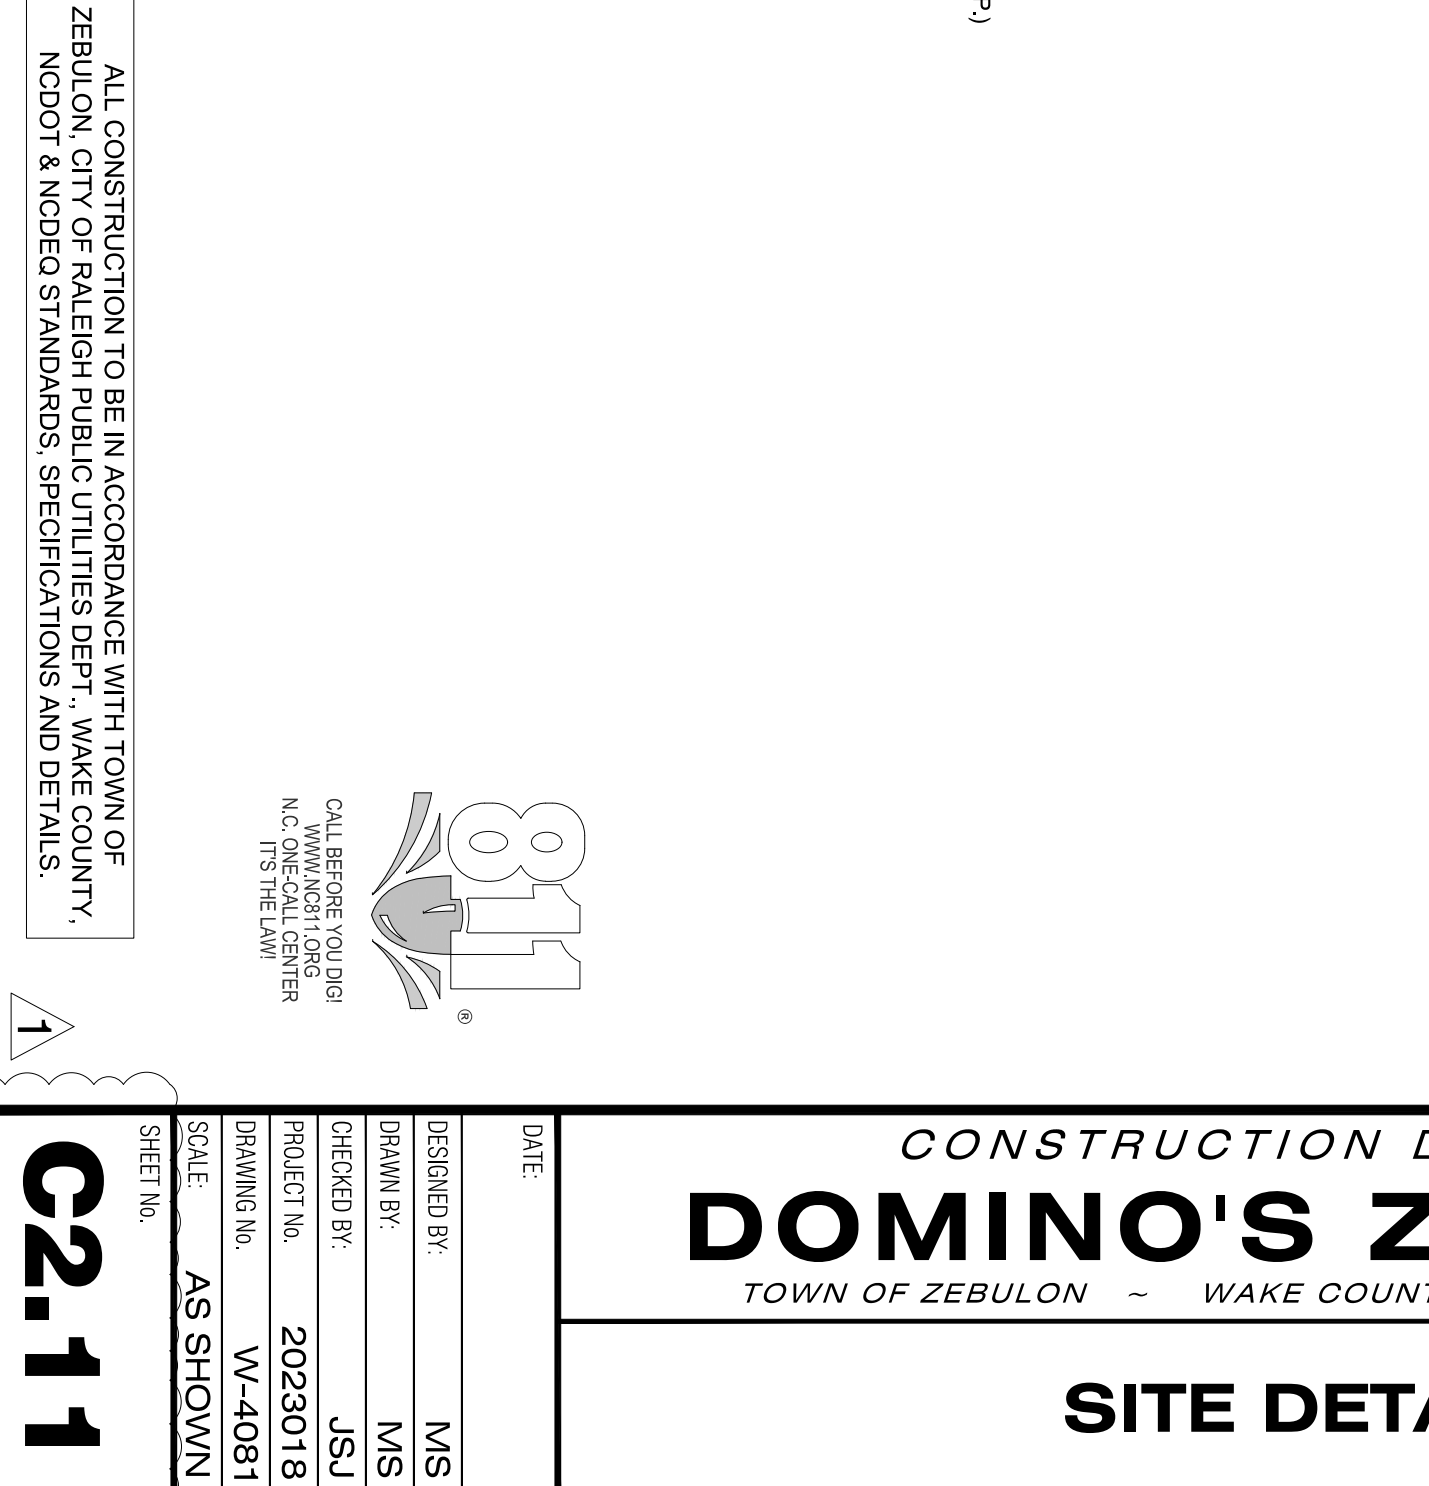 P.)
ALL CONSTRUCTION TO BE IN ACCORDANCE WITH TOWN OF
ZEBULON, CITY OF RALEIGH PUBLIC UTILITIES DEPT., WAKE COUNTY,
NCDOT & NCDEQ STANDARDS, SPECIFICATIONS AND DETAILS.
811
®
CALL BEFORE YOU DIG!
WWW.NC811.ORG
N.C. ONE-CALL CENTER
IT'S THE LAW!
1
CONSTRUCTION D
DOMINO'S Z
TOWN OF ZEBULON ~ WAKE COUNT
SITE DETA
DATE:
DESIGNED BY: MS
DRAWN BY: MS
CHECKED BY: JSJ
PROJECT No. 2023018
DRAWING No. W-4081
SCALE: AS SHOWN
SHEET No.
C2.11